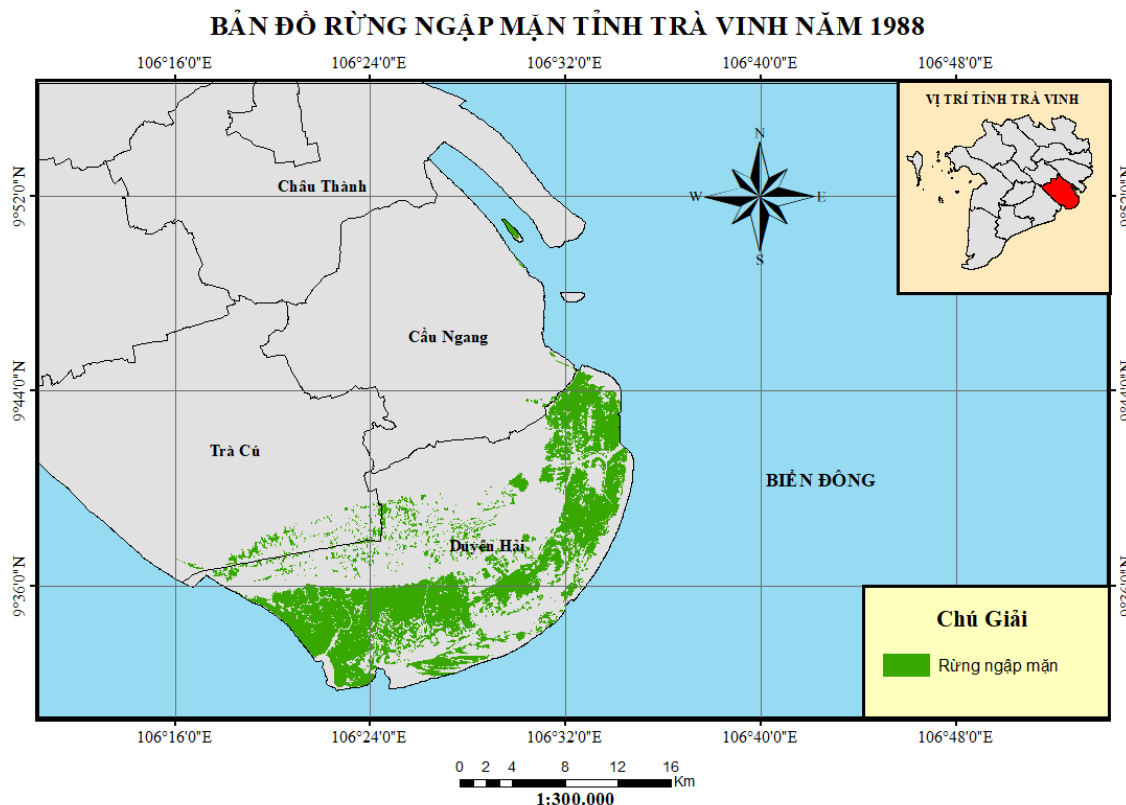 BẢN ĐỒ RỪNG NGẬP MẶN TỈNH TRÀ VINH NĂM 1988
106°16'0"E 106°24'0"E 106°32'0"E 106°40'0"E 106°48'0"E
VỊ TRÍ TỈNH TRÀ VINH
N
W E
S
9°52'0"N 9°52'0"N
Châu Thành
Cầu Ngang
9°44'0"N 9°44'0"N
Trà Cú
BIỂN ĐÔNG
Duyên Hải
9°36'0"N 9°36'0"N
Chú Giải
Rừng ngập mặn
106°16'0"E 106°24'0"E 106°32'0"E 106°40'0"E 106°48'0"E
0 2 4 8 12 16
Km
1:300.000